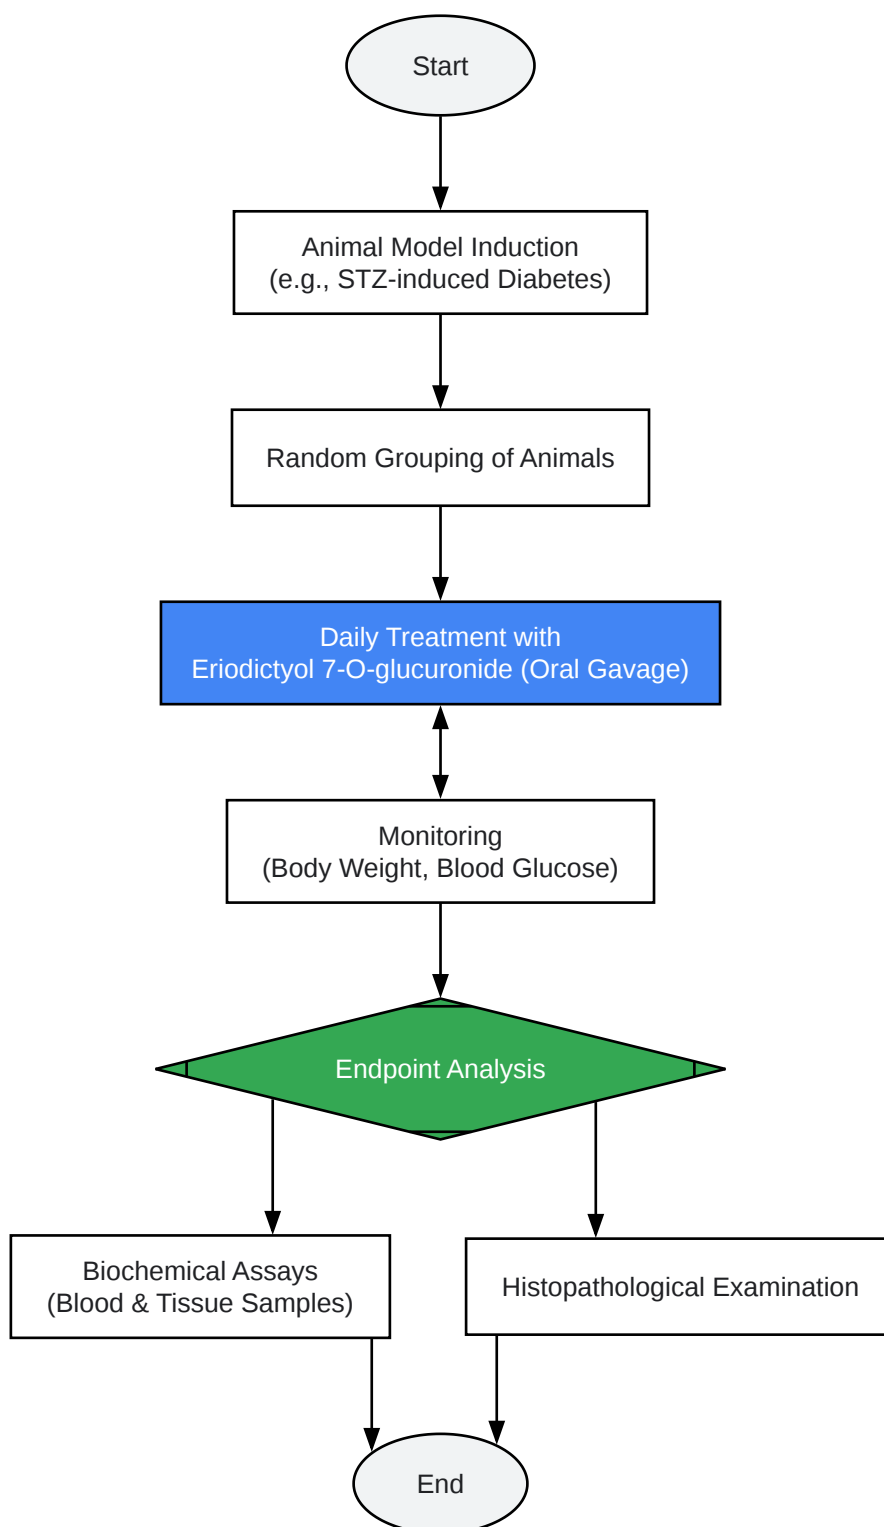 Start
Animal Model Induction
(e.g., STZ-induced Diabetes)
Random Grouping of Animals
Daily Treatment with
Eriodictyol 7-O-glucuronide (Oral Gavage)
Monitoring
(Body Weight, Blood Glucose)
Endpoint Analysis
Biochemical Assays
(Blood & Tissue Samples)
Histopathological Examination
End